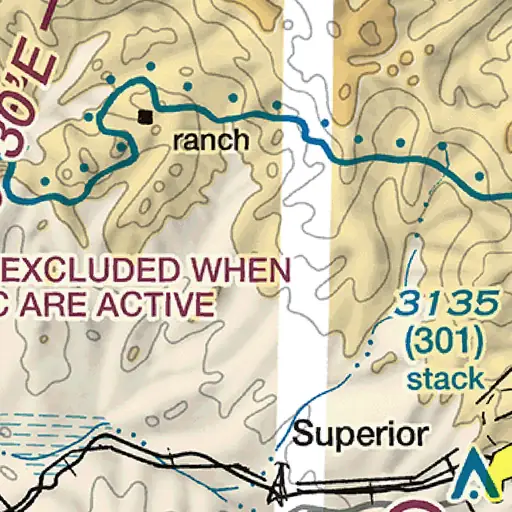 30'E
ranch
EXCLUDED WHEN
C ARE ACTIVE
3135
(301)
stack
Superior